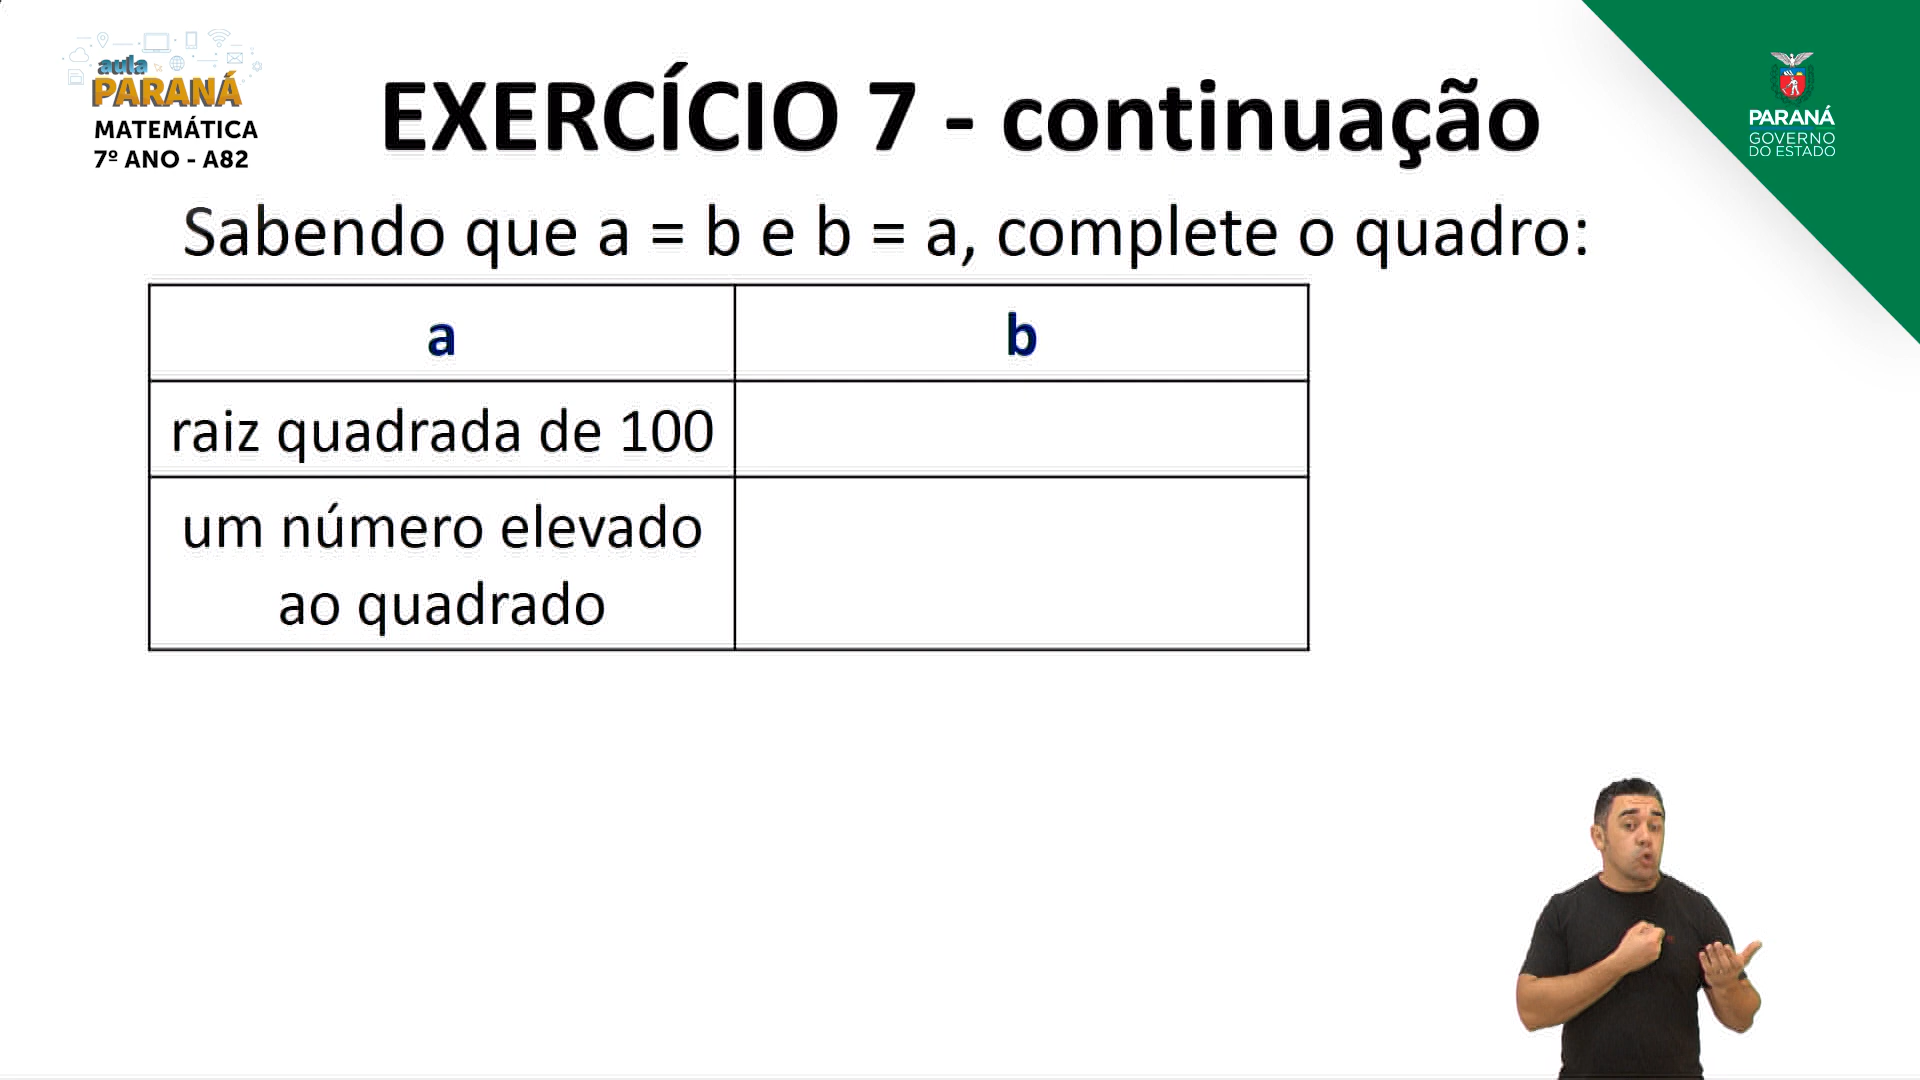 aula
PARANÁ
MATEMÁTICA
7º ANO - A82
EXERCÍCIO 7 - continuação
PARANÁ
GOVERNO
DO ESTADO
Sabendo que a = b e b = a, complete o quadro:
a
b
raiz quadrada de 100
um número elevado
ao quadrado